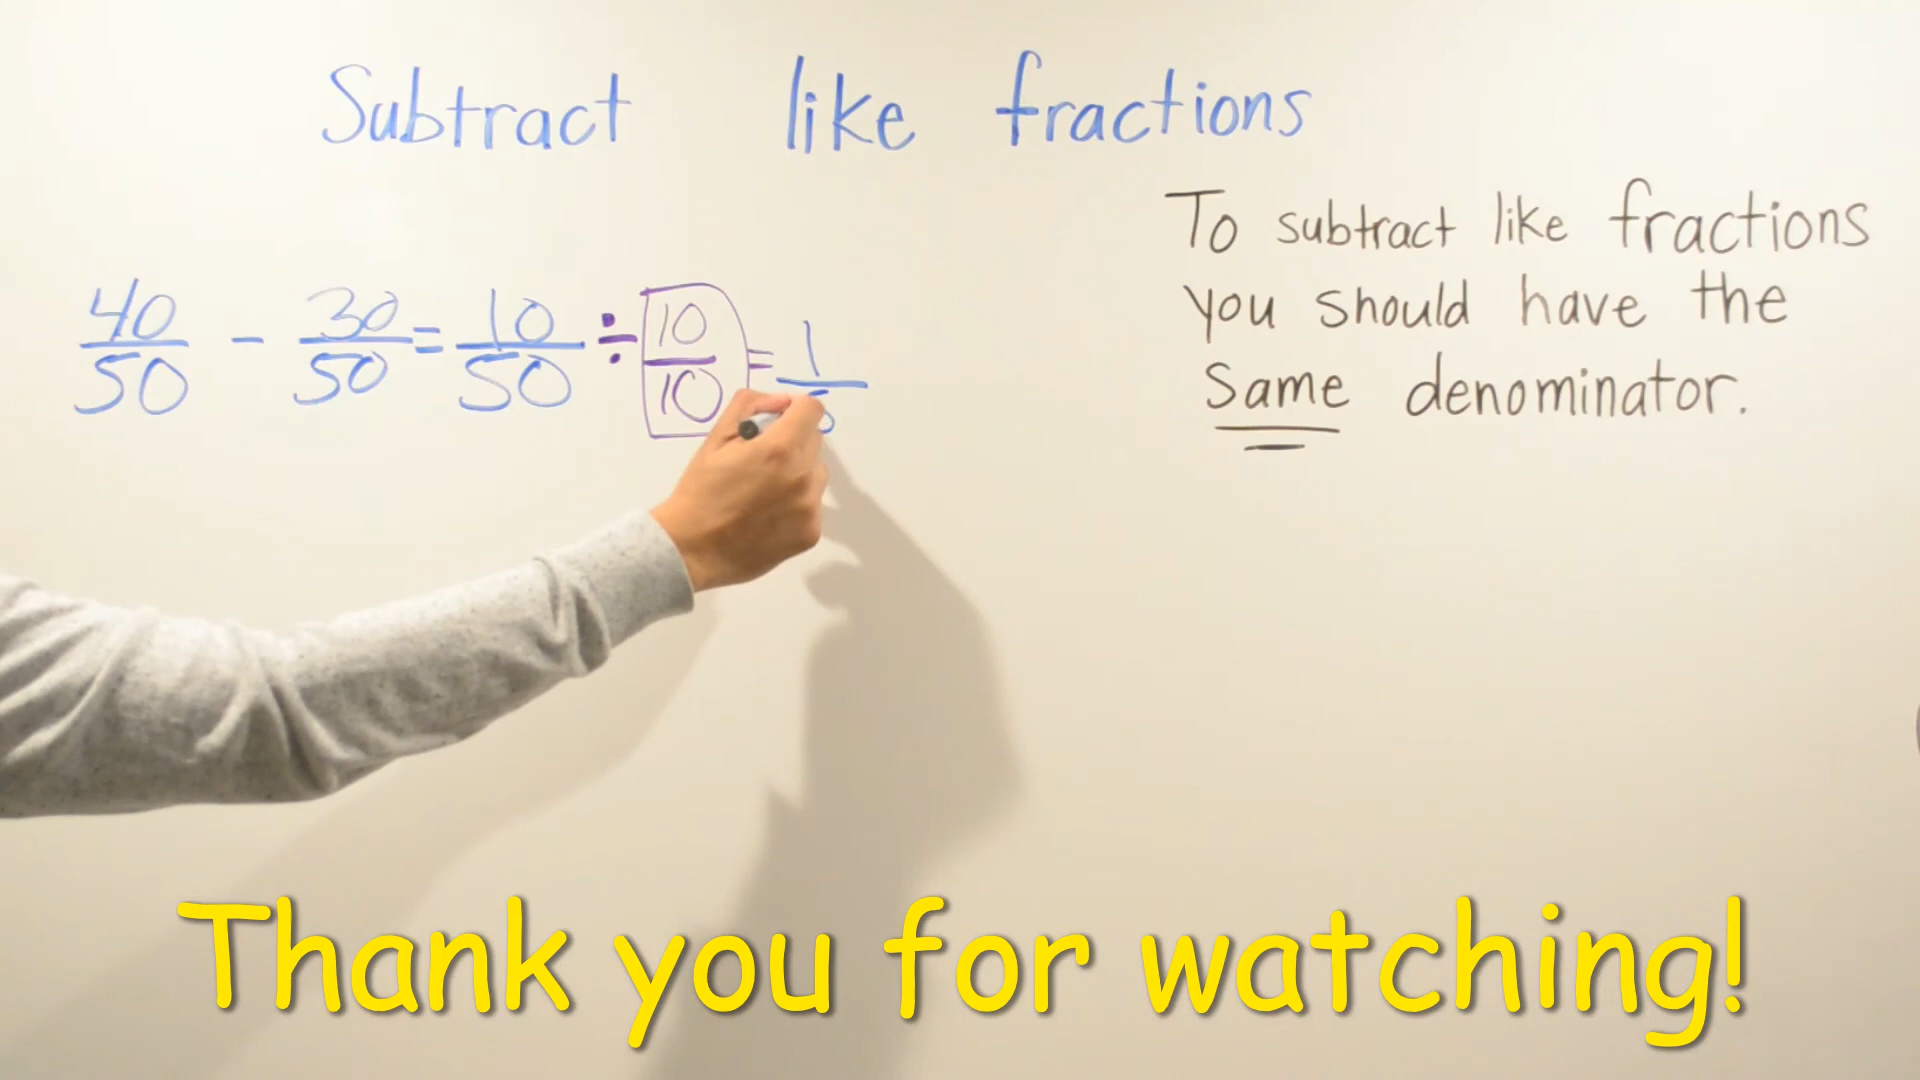 Subtract like fractions
To subtract like fractions
you should have the
same denominator.
40/50 - 30/50 = 10/50 ÷ 10/10 = 1/5
Thank you for watching!